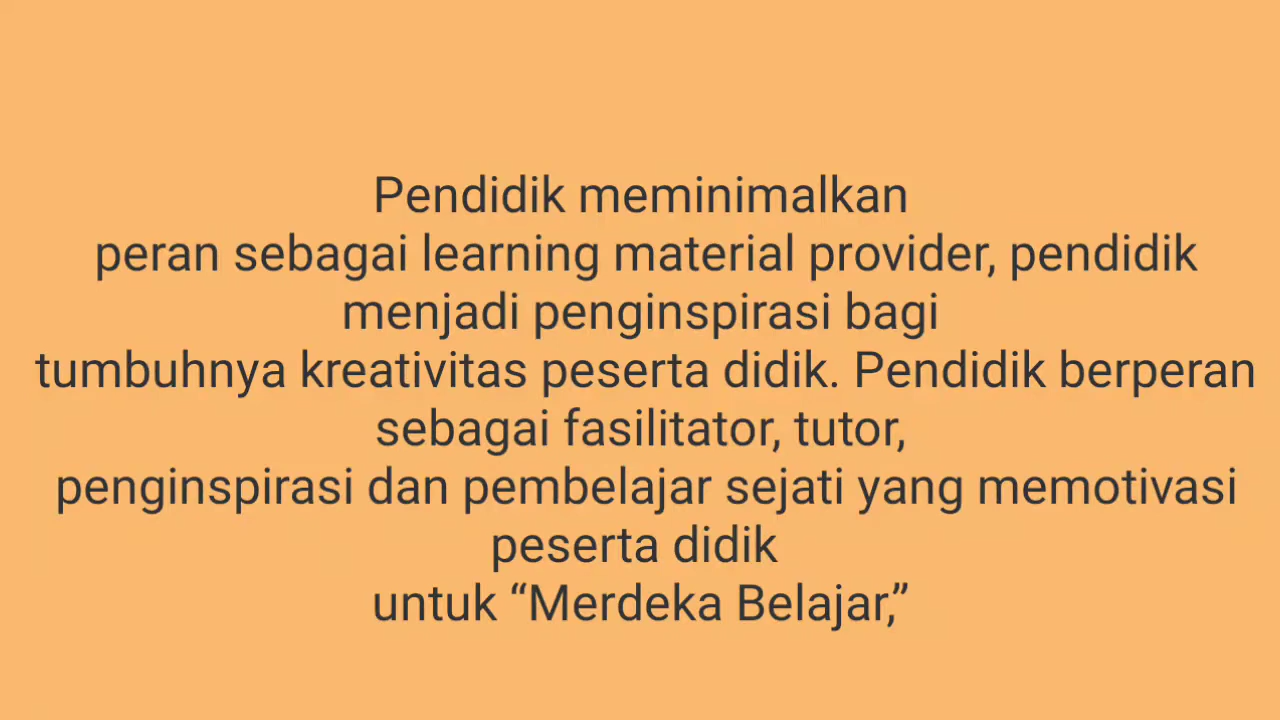 Pendidik meminimalkan
peran sebagai learning material provider, pendidik
menjadi penginspirasi bagi
tumbuhnya kreativitas peserta didik. Pendidik berperan
sebagai fasilitator, tutor,
penginspirasi dan pembelajar sejati yang memotivasi
peserta didik
untuk “Merdeka Belajar,”